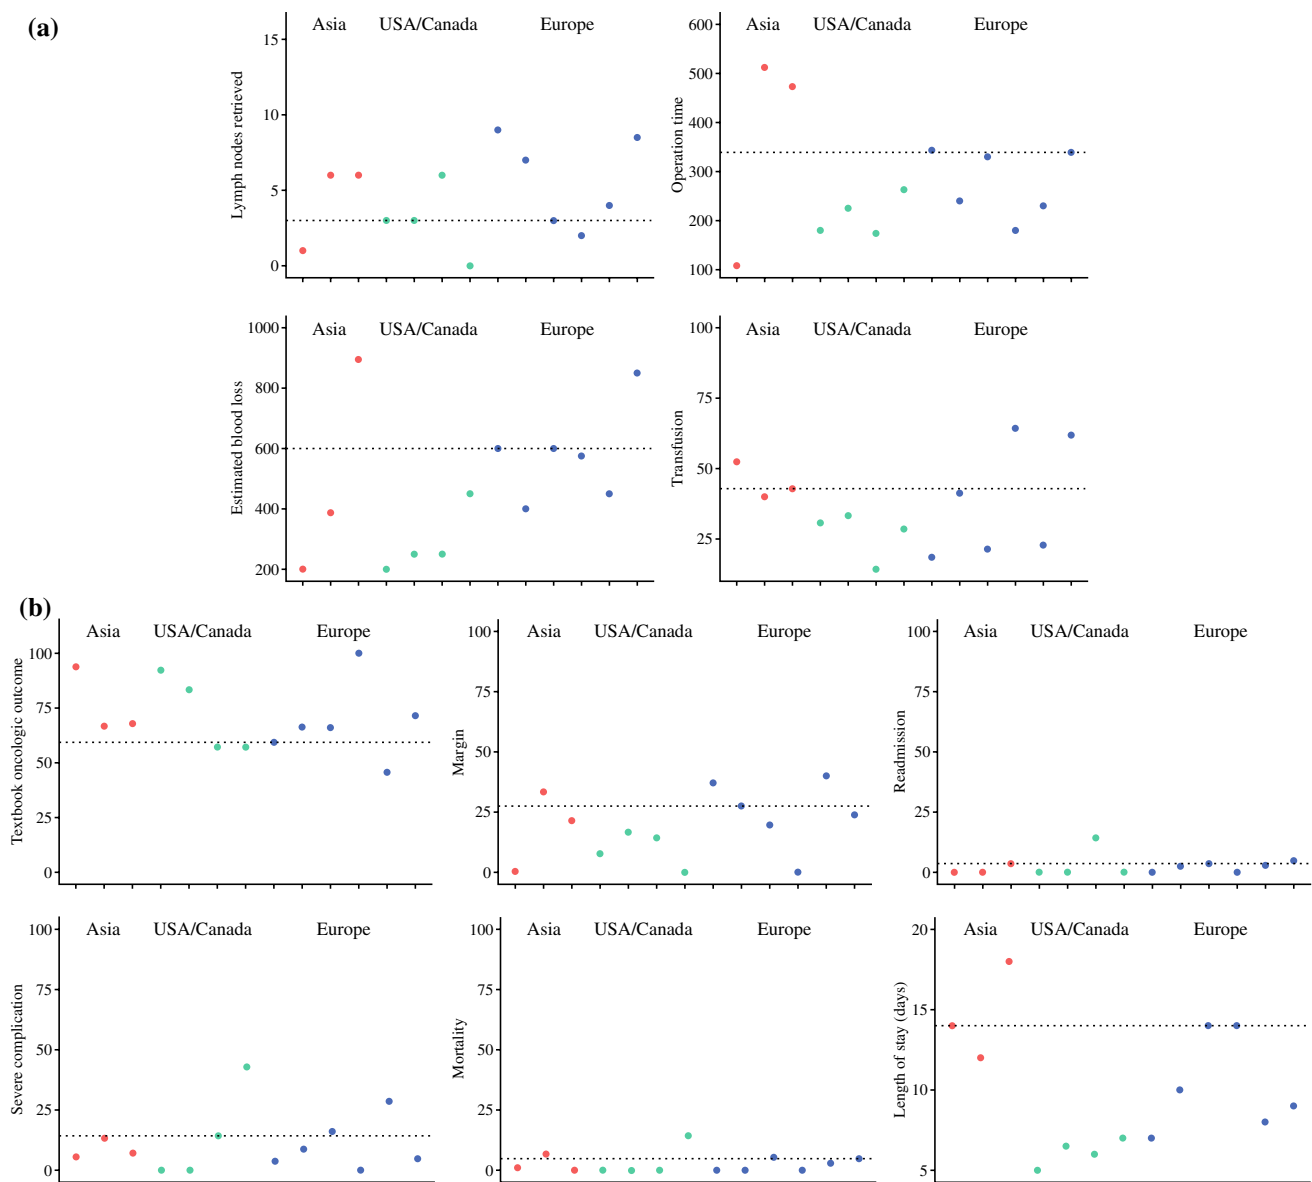 (a)
Asia USA/Canada Europe
Lymph nodes retrieved
15
10
5
0
Asia USA/Canada Europe
Operation time
600
500
400
300
200
100
Asia USA/Canada Europe
Estimated blood loss
1000
800
600
400
200
Asia USA/Canada Europe
Transfusion
100
75
50
25
(b)
Asia USA/Canada Europe
Textbook oncologic outcome
100
75
50
25
0
Asia USA/Canada Europe
Margin
100
75
50
25
0
Asia USA/Canada Europe
Readmission
100
75
50
25
0
Asia USA/Canada Europe
Severe complication
100
75
50
25
0
Asia USA/Canada Europe
Mortality
100
75
50
25
0
Asia USA/Canada Europe
Length of stay (days)
20
15
10
5